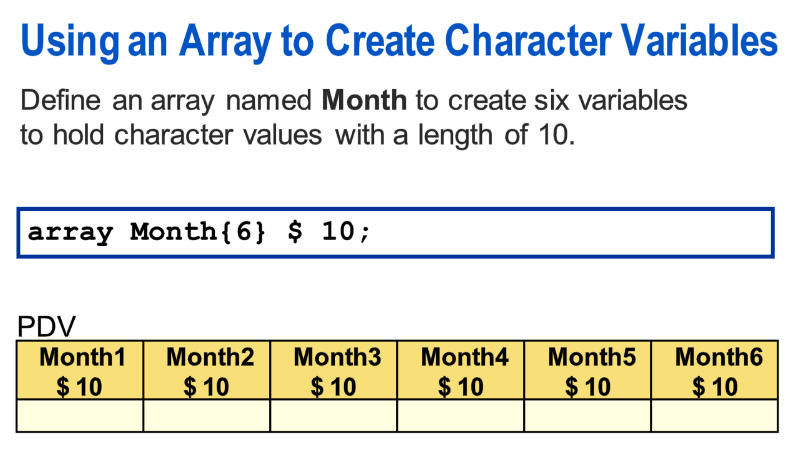 Using an Array to Create Character Variables
Define an array named Month to create six variables
to hold character values with a length of 10.
array Month{6} $ 10;
PDV
Month1 Month2 Month3 Month4 Month5 Month6
$ 10 $ 10 $ 10 $ 10 $ 10 $ 10